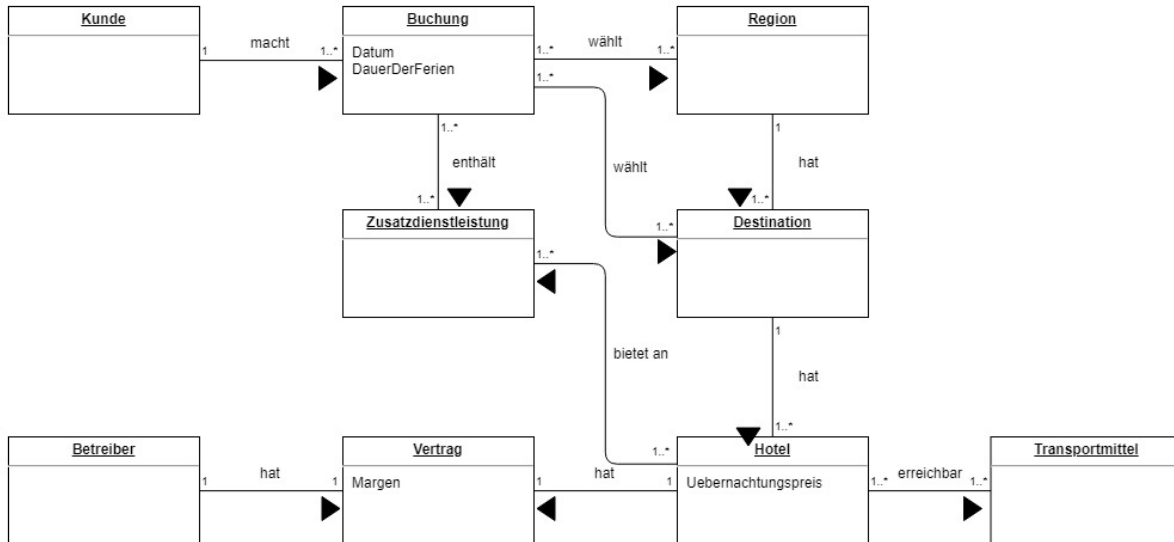 Kunde
Buchung
Region
macht
wählt
1
1..*
1..*
1..*
Datum
DauerDerFerien
1..*
1..*
1
enthält
wählt
hat
1..*
1..*
1..*
Zusatzdienstleistung
Destination
1..*
1
bietet an
hat
1..*
1..*
Betreiber
Vertrag
Hotel
Transportmittel
hat
hat
erreichbar
1
1
Margen
1
1
Uebernachtungspreis
1..*
1..*